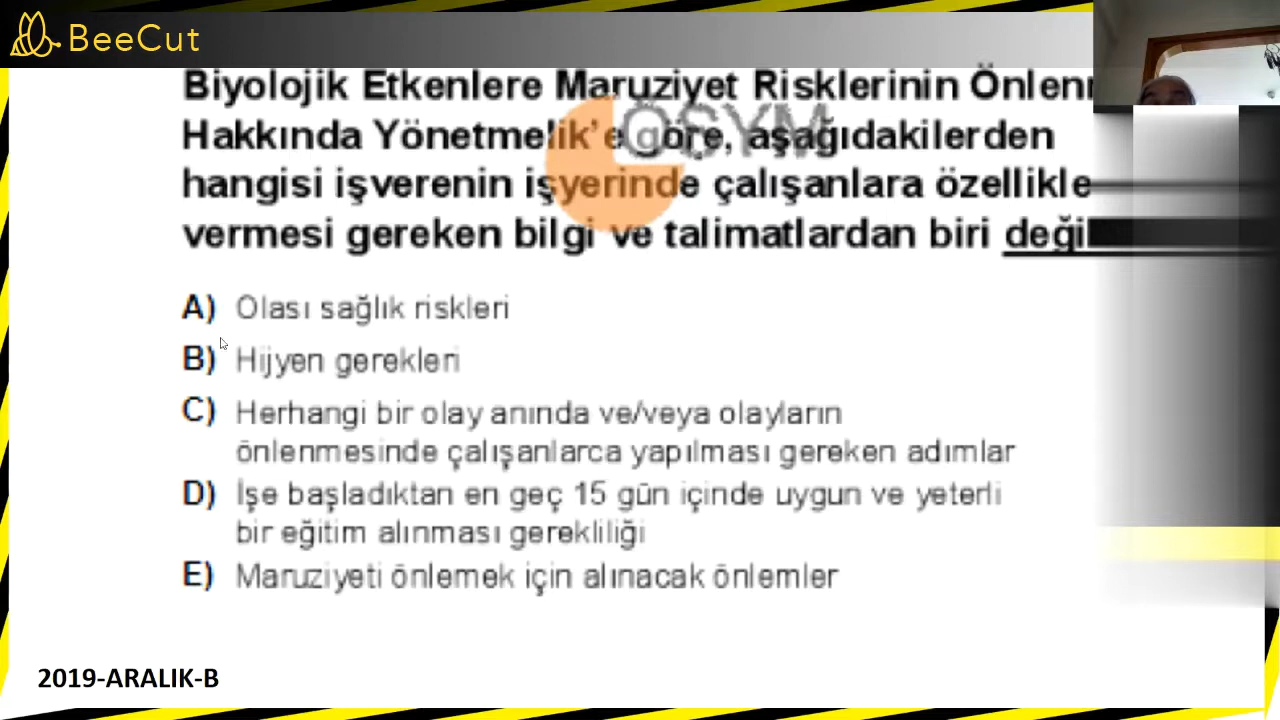 BeeCut
Biyolojik Etkenlere Maruziyet Risklerinin
Hakkında Yönetmelik'e göre, aşağıdakilerden
hangisi işverenin işyerinde çalışanlara özellikle
vermesi gereken bilgi ve talimatlardan biri
ÖSYM
A) Olası sağlık riskleri
B) Hijyen gerekleri
C) Herhangi bir olay anında ve/veya olayların
önlenmesinde çalışanlarca yapılması gereken adımlar
D) İşe başladıktan en geç 15 gün içinde uygun ve yeterli
bir eğitim alınması gerekliliği
E) Maruziyeti önlemek için alınacak önlemler
2019-ARALIK-B